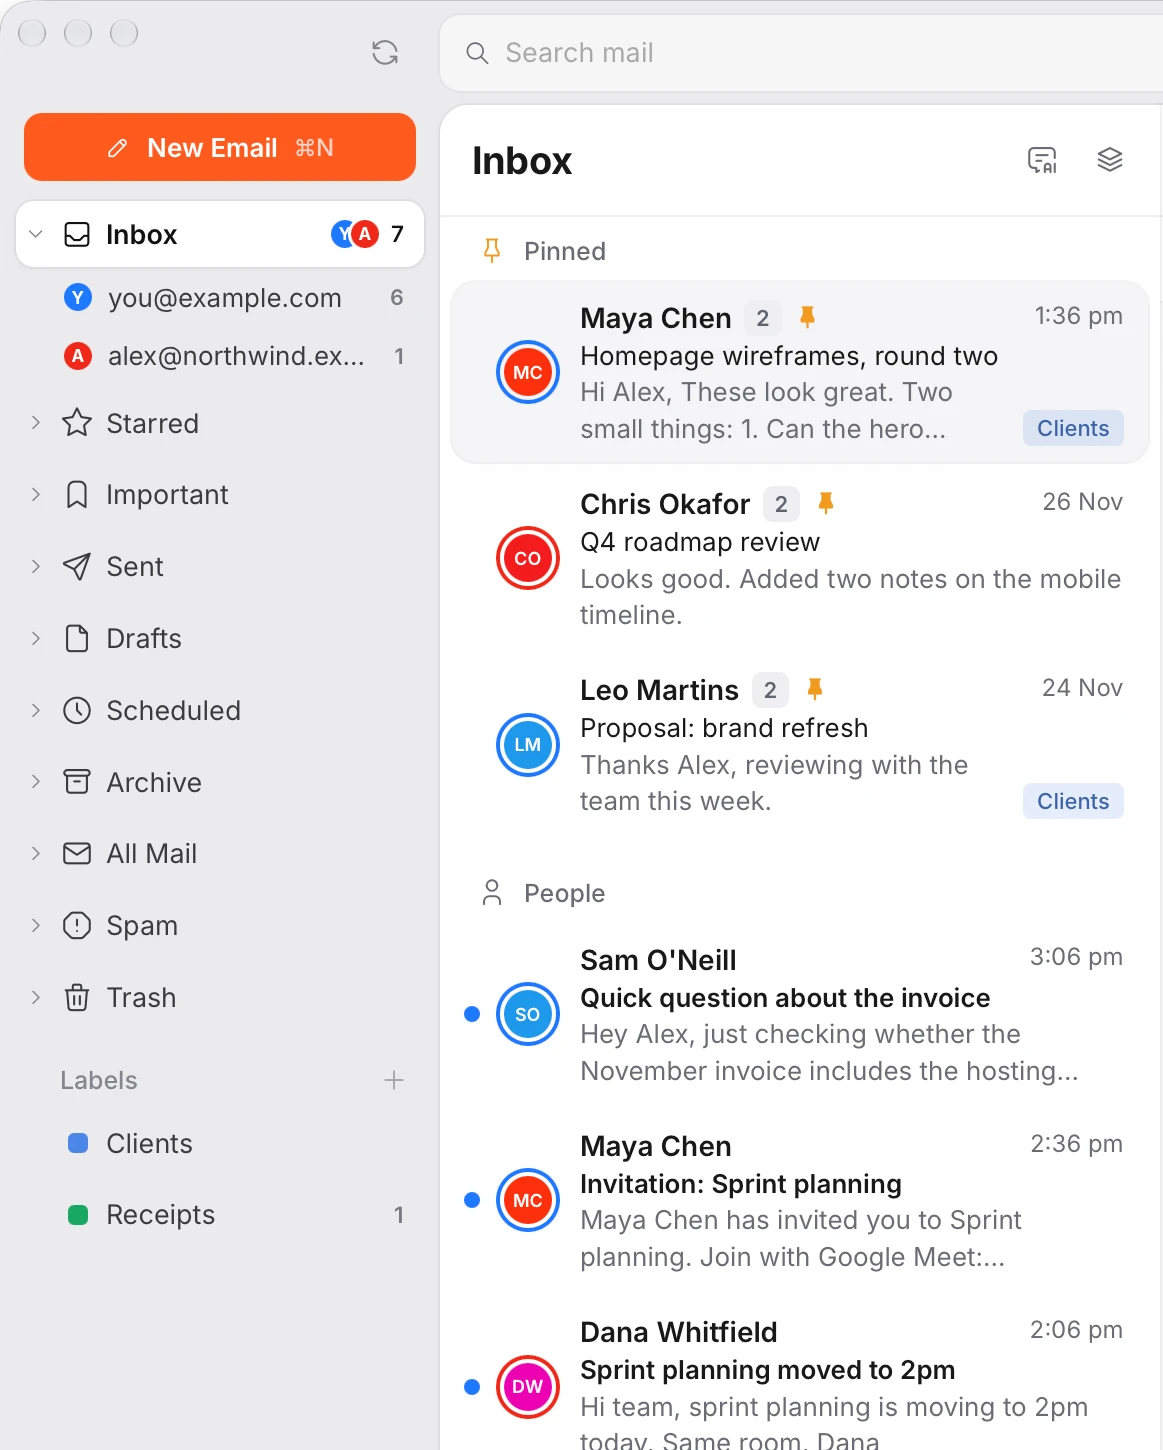 Search mail
New Email ⌘N
Inbox Y A 7
Y you@example.com 6
A alex@northwind.ex... 1
Starred
Important
Sent
Drafts
Scheduled
Archive
All Mail
Spam
Trash
Labels
Clients
Receipts 1
Inbox
AI
Pinned
Maya Chen 2 1:36 pm
MC
Homepage wireframes, round two
Hi Alex, These look great. Two
small things: 1. Can the hero...
Clients
Chris Okafor 2 26 Nov
CO
Q4 roadmap review
Looks good. Added two notes on the mobile
timeline.
Leo Martins 2 24 Nov
LM
Proposal: brand refresh
Thanks Alex, reviewing with the
team this week.
Clients
People
Sam O'Neill 3:06 pm
SO
Quick question about the invoice
Hey Alex, just checking whether the
November invoice includes the hosting...
Maya Chen 2:36 pm
MC
Invitation: Sprint planning
Maya Chen has invited you to Sprint
planning. Join with Google Meet:...
Dana Whitfield 2:06 pm
DW
Sprint planning moved to 2pm
Hi team, sprint planning is moving to 2pm
today. Same room. Dana